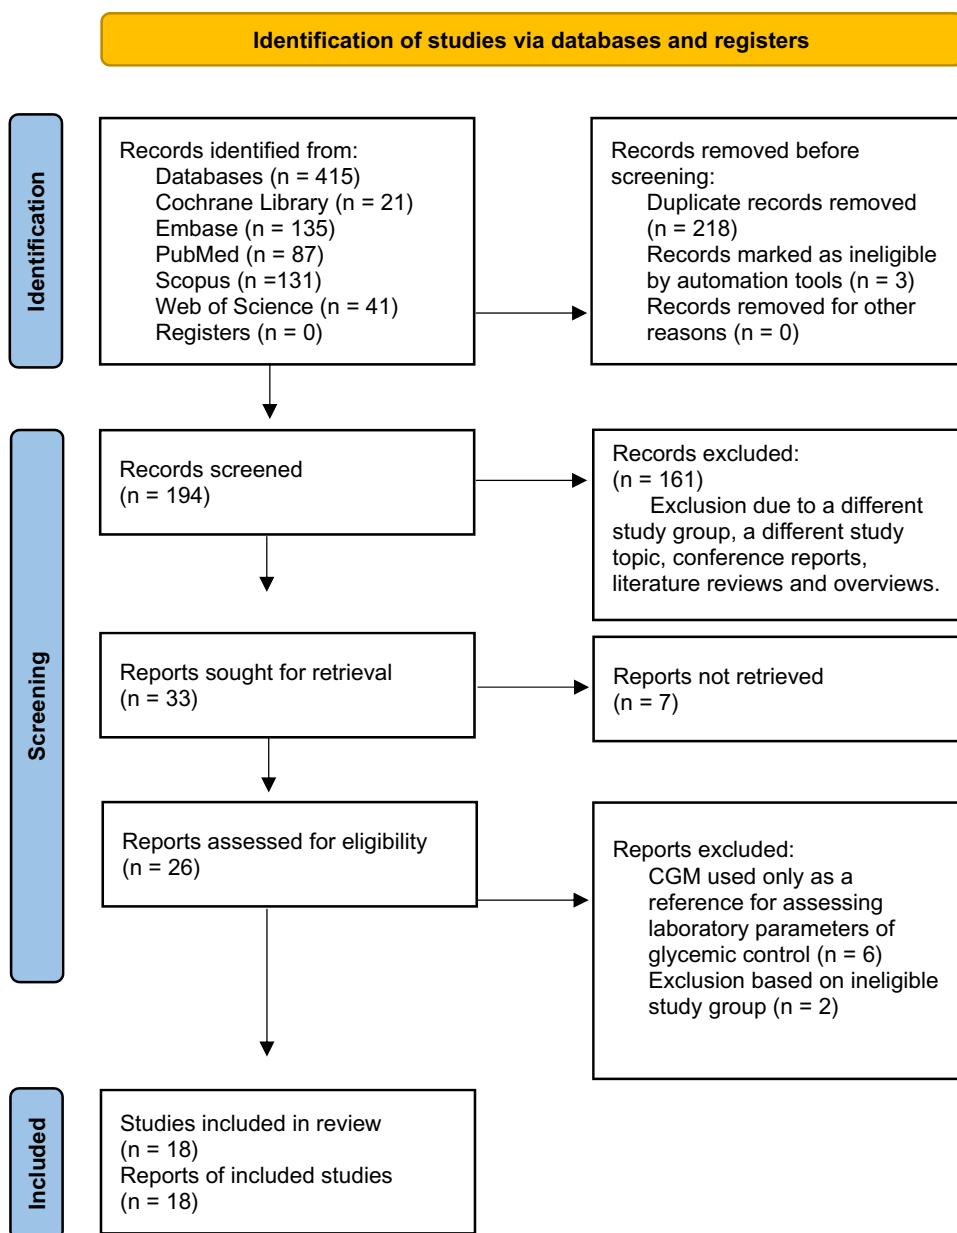 Identification of studies via databases and registers
Identification
Records identified from:
Databases (n = 415)
Cochrane Library (n = 21)
Embase (n = 135)
PubMed (n = 87)
Scopus (n =131)
Web of Science (n = 41)
Registers (n = 0)
Records removed before
screening:
Duplicate records removed
(n = 218)
Records marked as ineligible
by automation tools (n = 3)
Records removed for other
reasons (n = 0)
Screening
Records screened
(n = 194)
Records excluded:
(n = 161)
Exclusion due to a different
study group, a different study
topic, conference reports,
literature reviews and overviews.
Reports sought for retrieval
(n = 33)
Reports not retrieved
(n = 7)
Reports assessed for eligibility
(n = 26)
Reports excluded:
CGM used only as a
reference for assessing
laboratory parameters of
glycemic control (n = 6)
Exclusion based on ineligible
study group (n = 2)
Included
Studies included in review
(n = 18)
Reports of included studies
(n = 18)